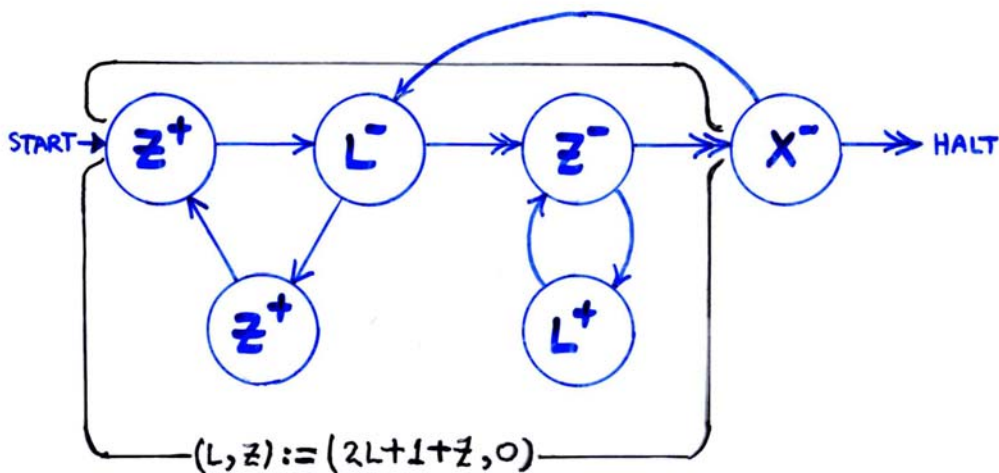 START Z⁺ L⁻ Z⁻ X⁻ HALT
Z⁺ L⁺
(L,Z):=(2L+1+Z,0)